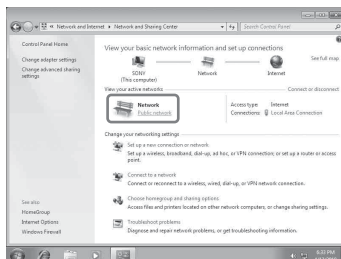 « Network and Internet ▸ Network and Sharing Center
Search Control Panel
Control Panel Home
Change adapter settings
Change advanced sharing
settings
View your basic network information and set up connections
See full map
SONY
(This computer)
Network
Internet
View your active networks
Connect or disconnect
Network
Public network
Access type: Internet
Connections: Local Area Connection
Change your networking settings
Set up a new connection or network
Set up a wireless, broadband, dial-up, ad hoc, or VPN connection; or set up a router or access
point.
Connect to a network
Connect or reconnect to a wireless, wired, dial-up, or VPN network connection.
Choose homegroup and sharing options
Access files and printers located on other network computers, or change sharing settings.
Troubleshoot problems
Diagnose and repair network problems, or get troubleshooting information.
See also
HomeGroup
Internet Options
Windows Firewall
8:33 PM